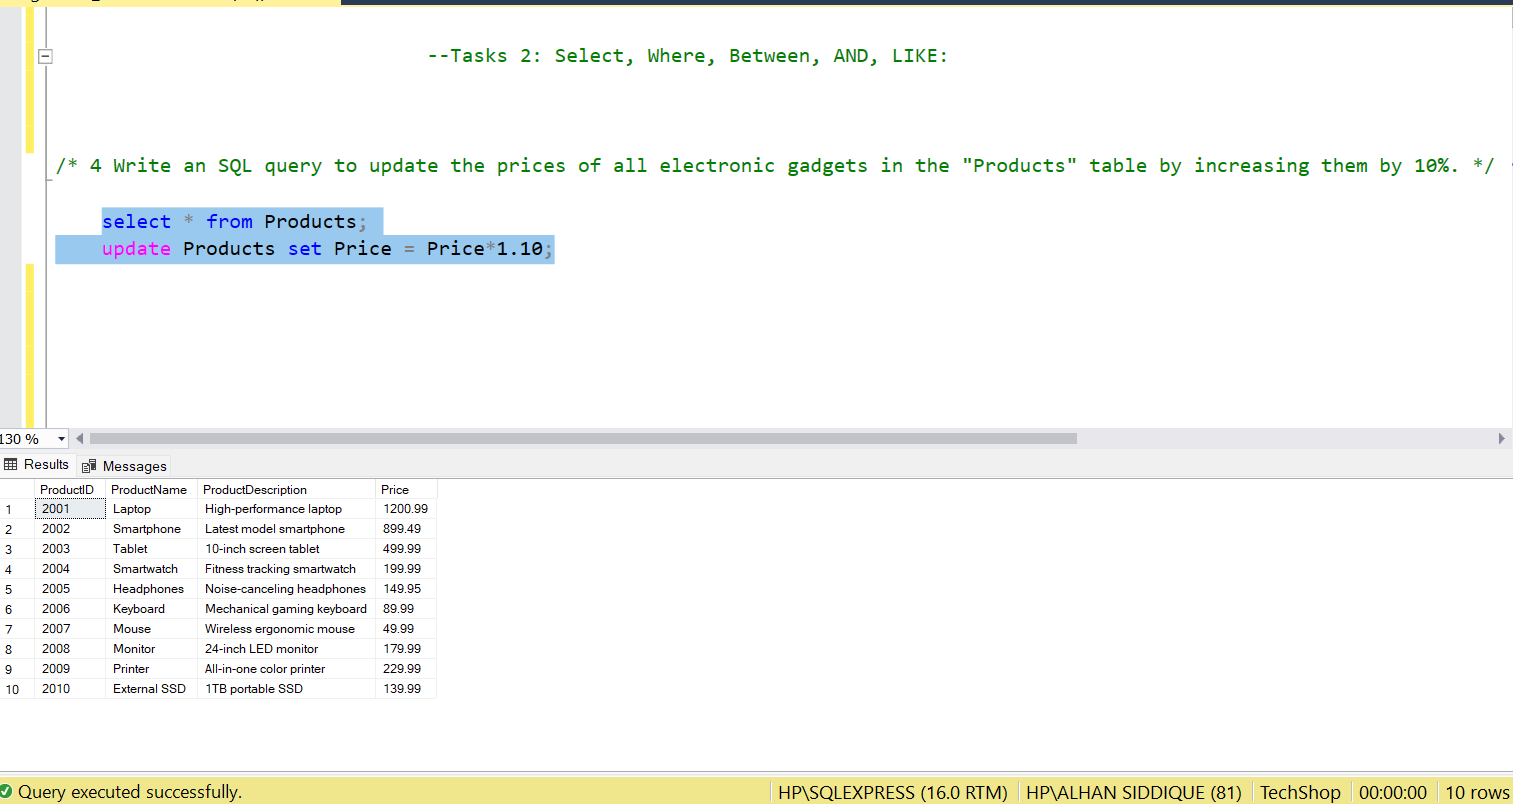 --Tasks 2: Select, Where, Between, AND, LIKE:
/* 4 Write an SQL query to update the prices of all electronic gadgets in the "Products" table by increasing them by 10%. */
select * from Products;
update Products set Price = Price*1.10;
130 %
Results Messages
ProductID ProductName ProductDescription Price
1 2001 Laptop High-performance laptop 1200.99
2 2002 Smartphone Latest model smartphone 899.49
3 2003 Tablet 10-inch screen tablet 499.99
4 2004 Smartwatch Fitness tracking smartwatch 199.99
5 2005 Headphones Noise-canceling headphones 149.95
6 2006 Keyboard Mechanical gaming keyboard 89.99
7 2007 Mouse Wireless ergonomic mouse 49.99
8 2008 Monitor 24-inch LED monitor 179.99
9 2009 Printer All-in-one color printer 229.99
10 2010 External SSD 1TB portable SSD 139.99
Query executed successfully. HP\SQLEXPRESS (16.0 RTM) HP\ALHAN SIDDIQUE (81) TechShop 00:00:00 10 rows